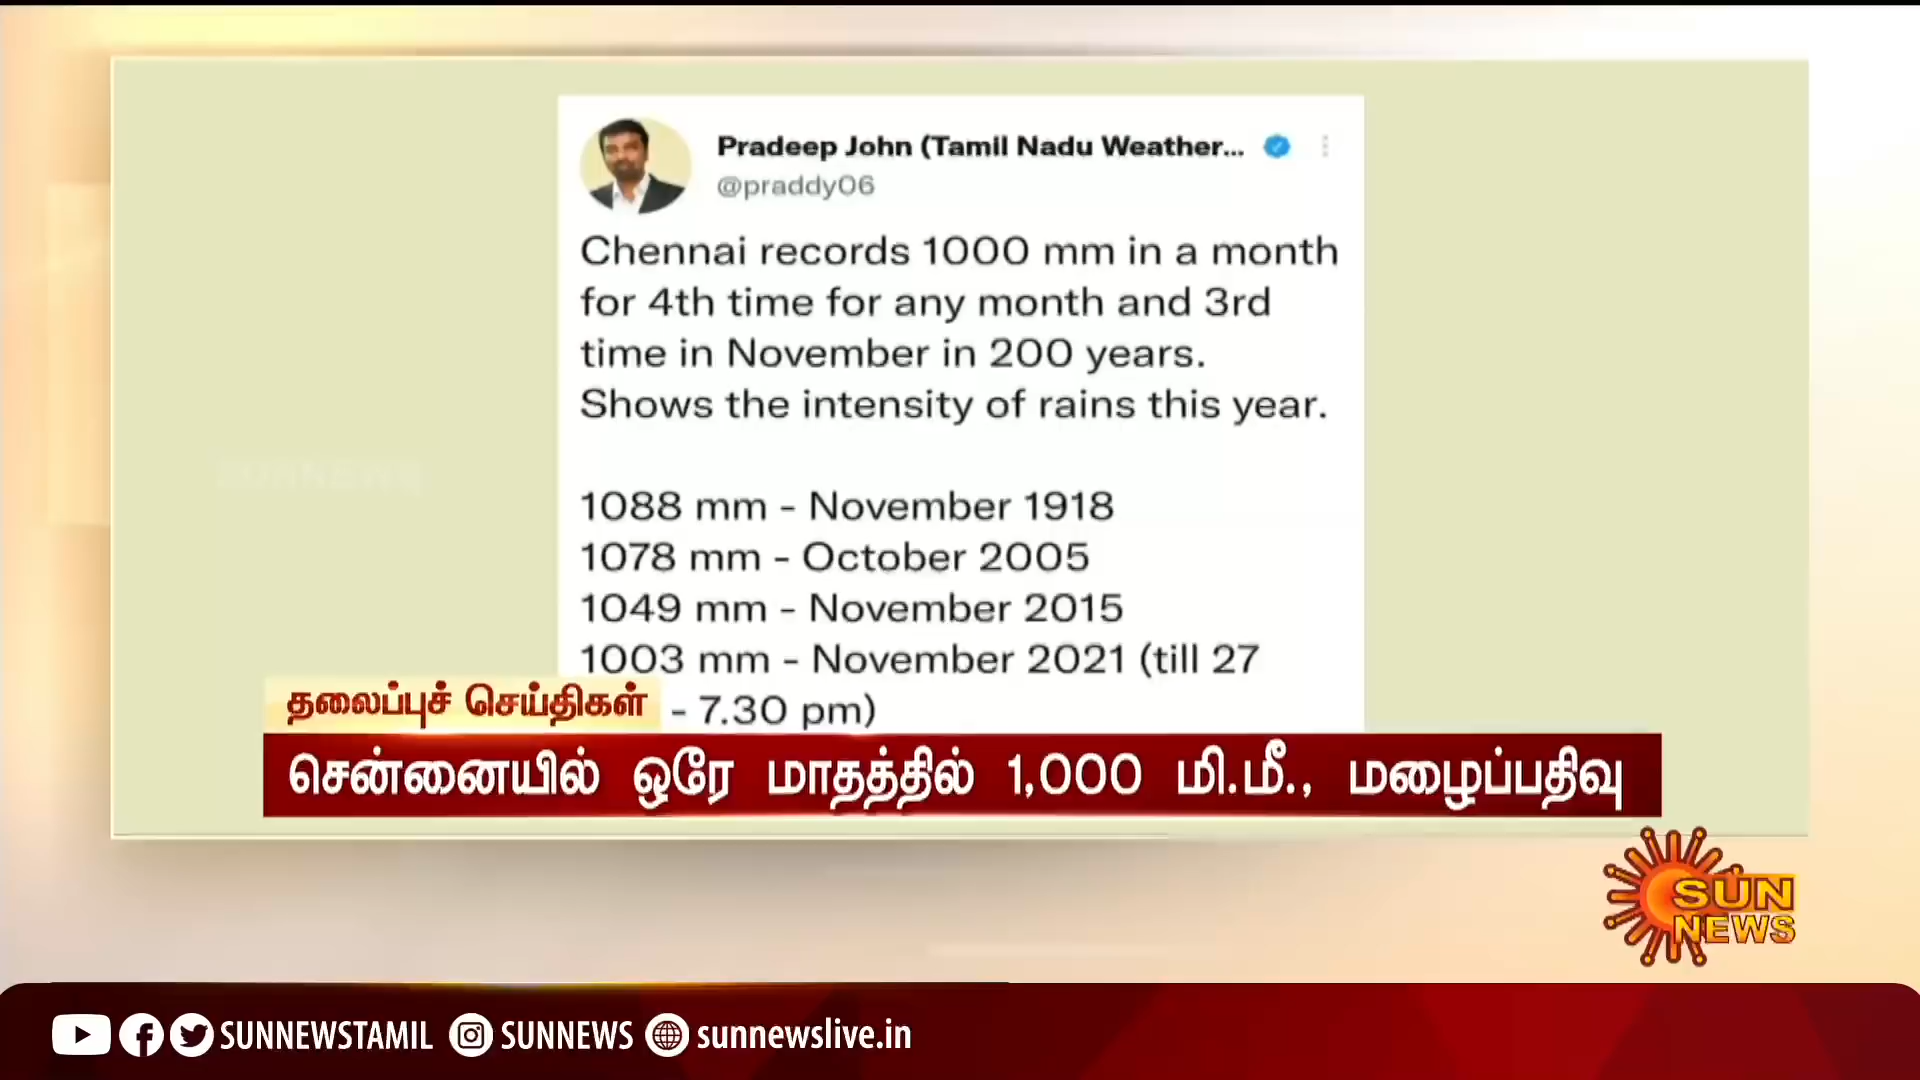 Pradeep John (Tamil Nadu Weather...
@praddy06
Chennai records 1000 mm in a month
for 4th time for any month and 3rd
time in November in 200 years.
Shows the intensity of rains this year.
SUNNEWS
1088 mm - November 1918
1078 mm - October 2005
1049 mm - November 2015
1003 mm - November 2021 (till 27
- 7.30 pm)
தலைப்புச் செய்திகள்
சென்னையில் ஒரே மாதத்தில் 1,000 மி.மீ., மழைப்பதிவு
SUN
NEWS
SUNNEWSTAMIL SUNNEWS sunnewslive.in